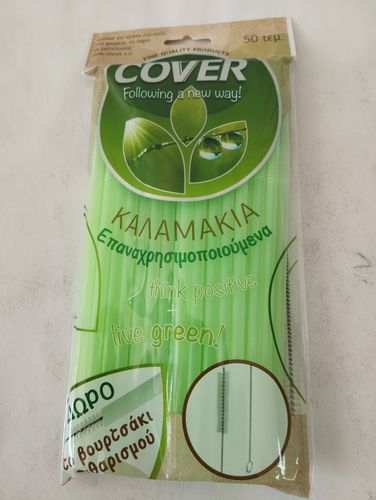 50 τεμ.
FINE QUALITY PRODUCTS
COVER
Following a new way!
ΚΑΛΑΜΑΚΙΑ
Επαναχρησιμοποιούμενα
think positive
live green!
ΔΩΡΟ
βουρτσάκι